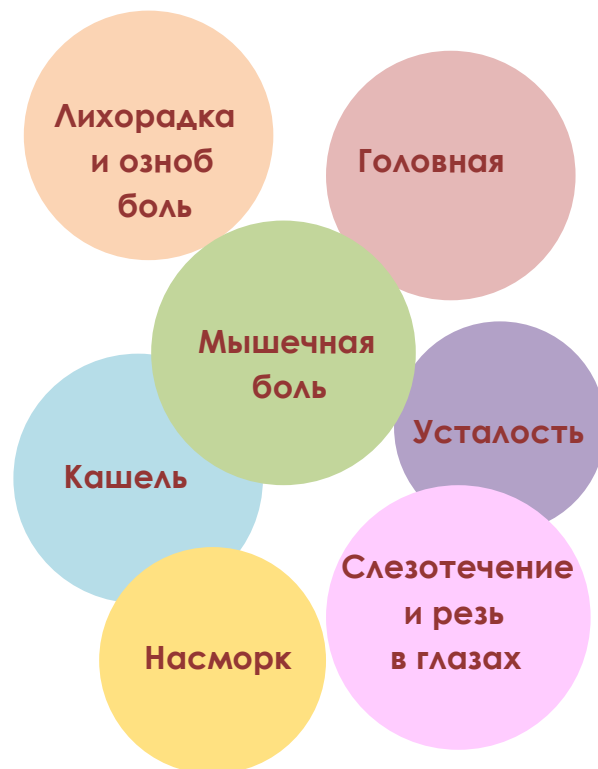 Лихорадка
и озноб
боль
Головная
Мышечная
боль
Усталость
Кашель
Слезотечение
и резь
в глазах
Насморк